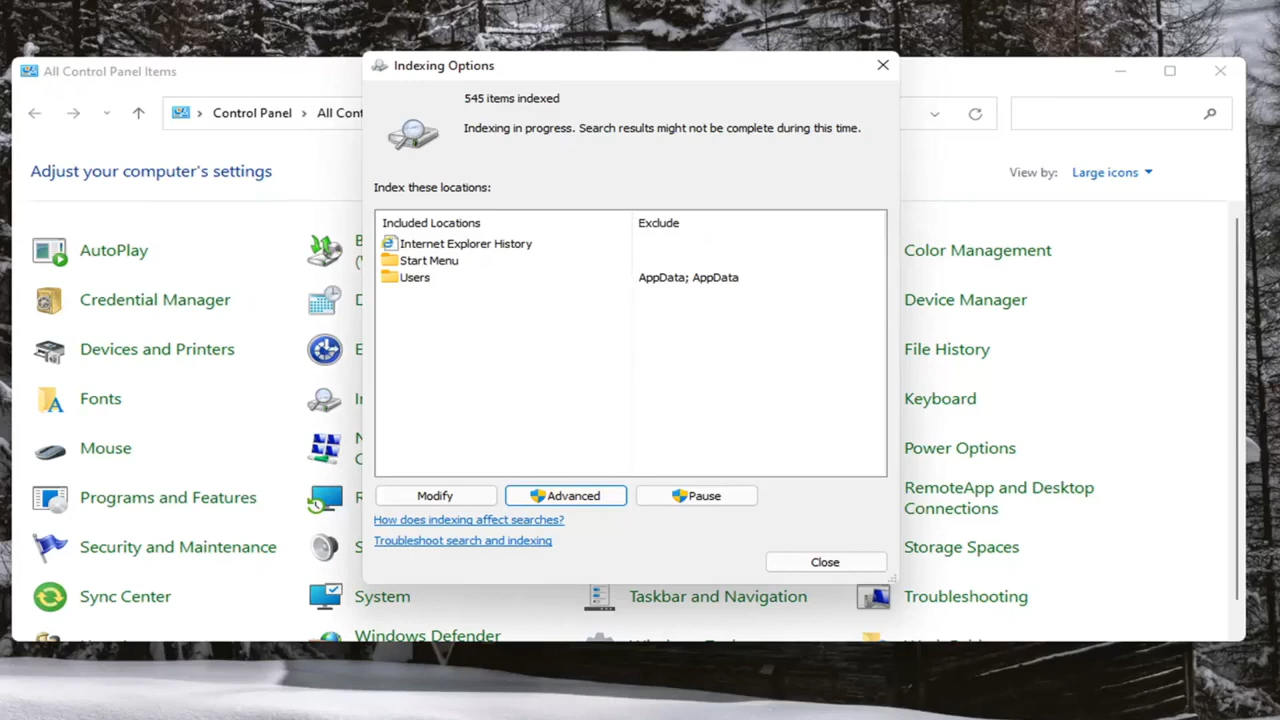 All Control Panel Items
Control Panel
All Cont
Adjust your computer's settings
View by:
Large icons
AutoPlay
Credential Manager
Devices and Printers
Fonts
Mouse
Programs and Features
Security and Maintenance
Sync Center
System
Windows Defender
Taskbar and Navigation
Color Management
Device Manager
File History
Keyboard
Power Options
RemoteApp and Desktop
Connections
Storage Spaces
Troubleshooting
Indexing Options
545 items indexed
Indexing in progress. Search results might not be complete during this time.
Index these locations:
Included Locations
Exclude
Internet Explorer History
Start Menu
Users
AppData; AppData
Modify
Advanced
Pause
How does indexing affect searches?
Troubleshoot search and indexing
Close